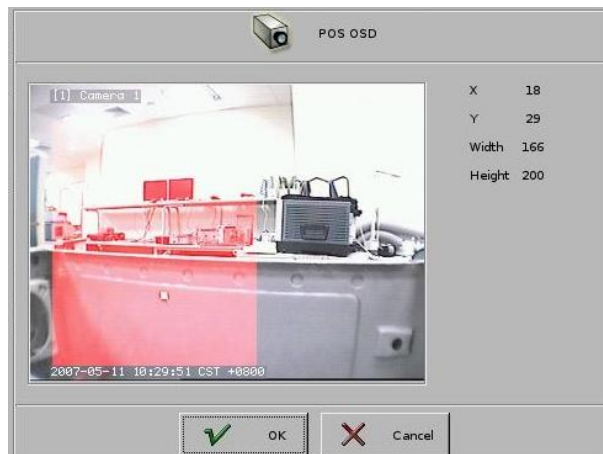 POS OSD
[1] Camera 1
X 18
Y 29
Width 166
Height 200
2007-05-11 10:29:51 CST +0800
OK
Cancel